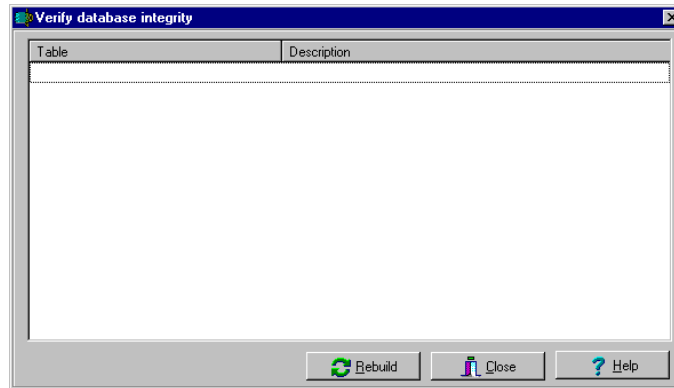 Verify database integrity
Table Description
Rebuild Close Help